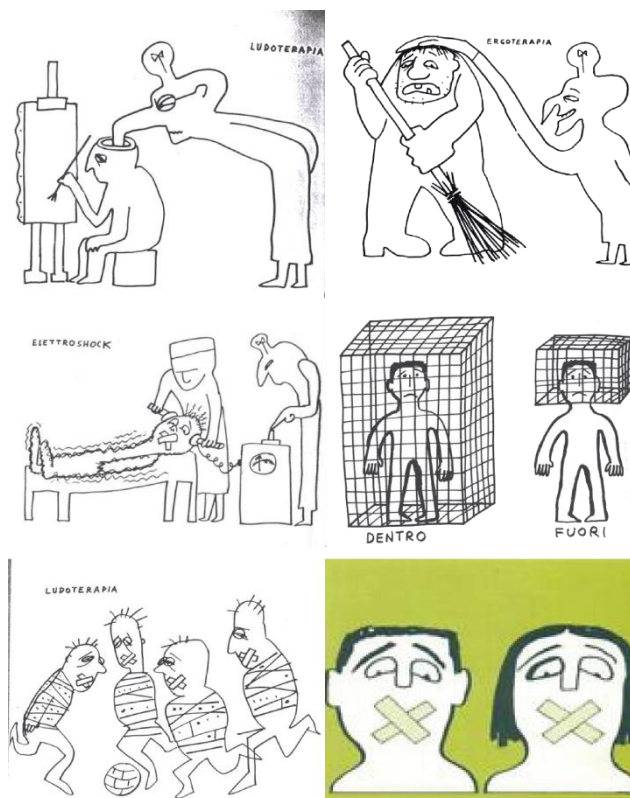 LUDOTERAPIA
ERGOTERAPIA
ELETTROSHOCK
DENTRO
FUORI
LUDOTERAPIA